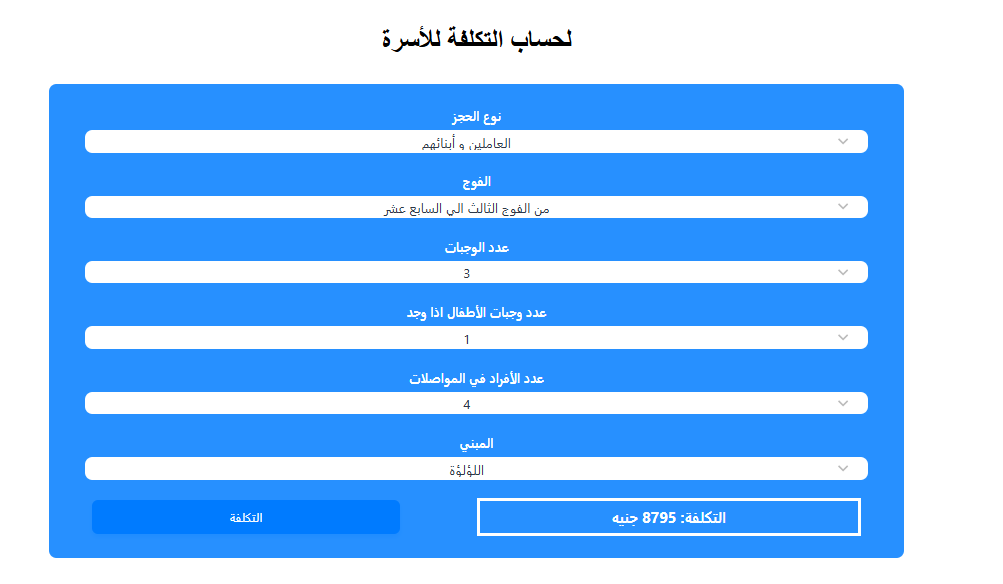 لحساب التكلفة للأسرة
نوع الحجز
العاملين و أبنائهم
الفوج
من الفوج الثالث الي السابع عشر
عدد الوجبات
3
عدد وجبات الأطفال اذا وجد
1
عدد الأفراد في المواصلات
4
المبني
اللؤلؤة
التكلفة: 8795 جنيه
التكلفة